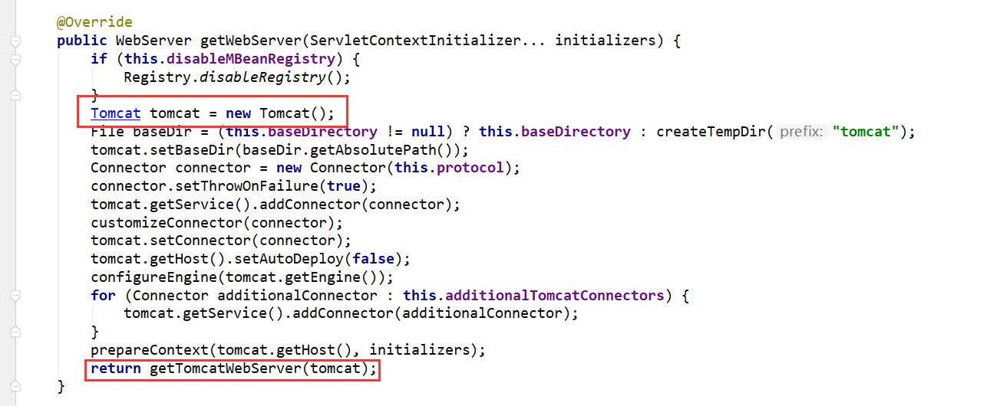 @Override
public WebServer getWebServer(ServletContextInitializer... initializers) {
if (this.disableMBeanRegistry) {
Registry.disableRegistry();
}
Tomcat tomcat = new Tomcat();
File baseDir = (this.baseDirectory != null) ? this.baseDirectory : createTempDir( prefix: "tomcat");
tomcat.setBaseDir(baseDir.getAbsolutePath());
Connector connector = new Connector(this.protocol);
connector.setThrowOnFailure(true);
tomcat.getService().addConnector(connector);
customizeConnector(connector);
tomcat.setConnector(connector);
tomcat.getHost().setAutoDeploy(false);
configureEngine(tomcat.getEngine());
for (Connector additionalConnector : this.additionalTomcatConnectors) {
tomcat.getService().addConnector(additionalConnector);
}
prepareContext(tomcat.getHost(), initializers);
return getTomcatWebServer(tomcat);
}